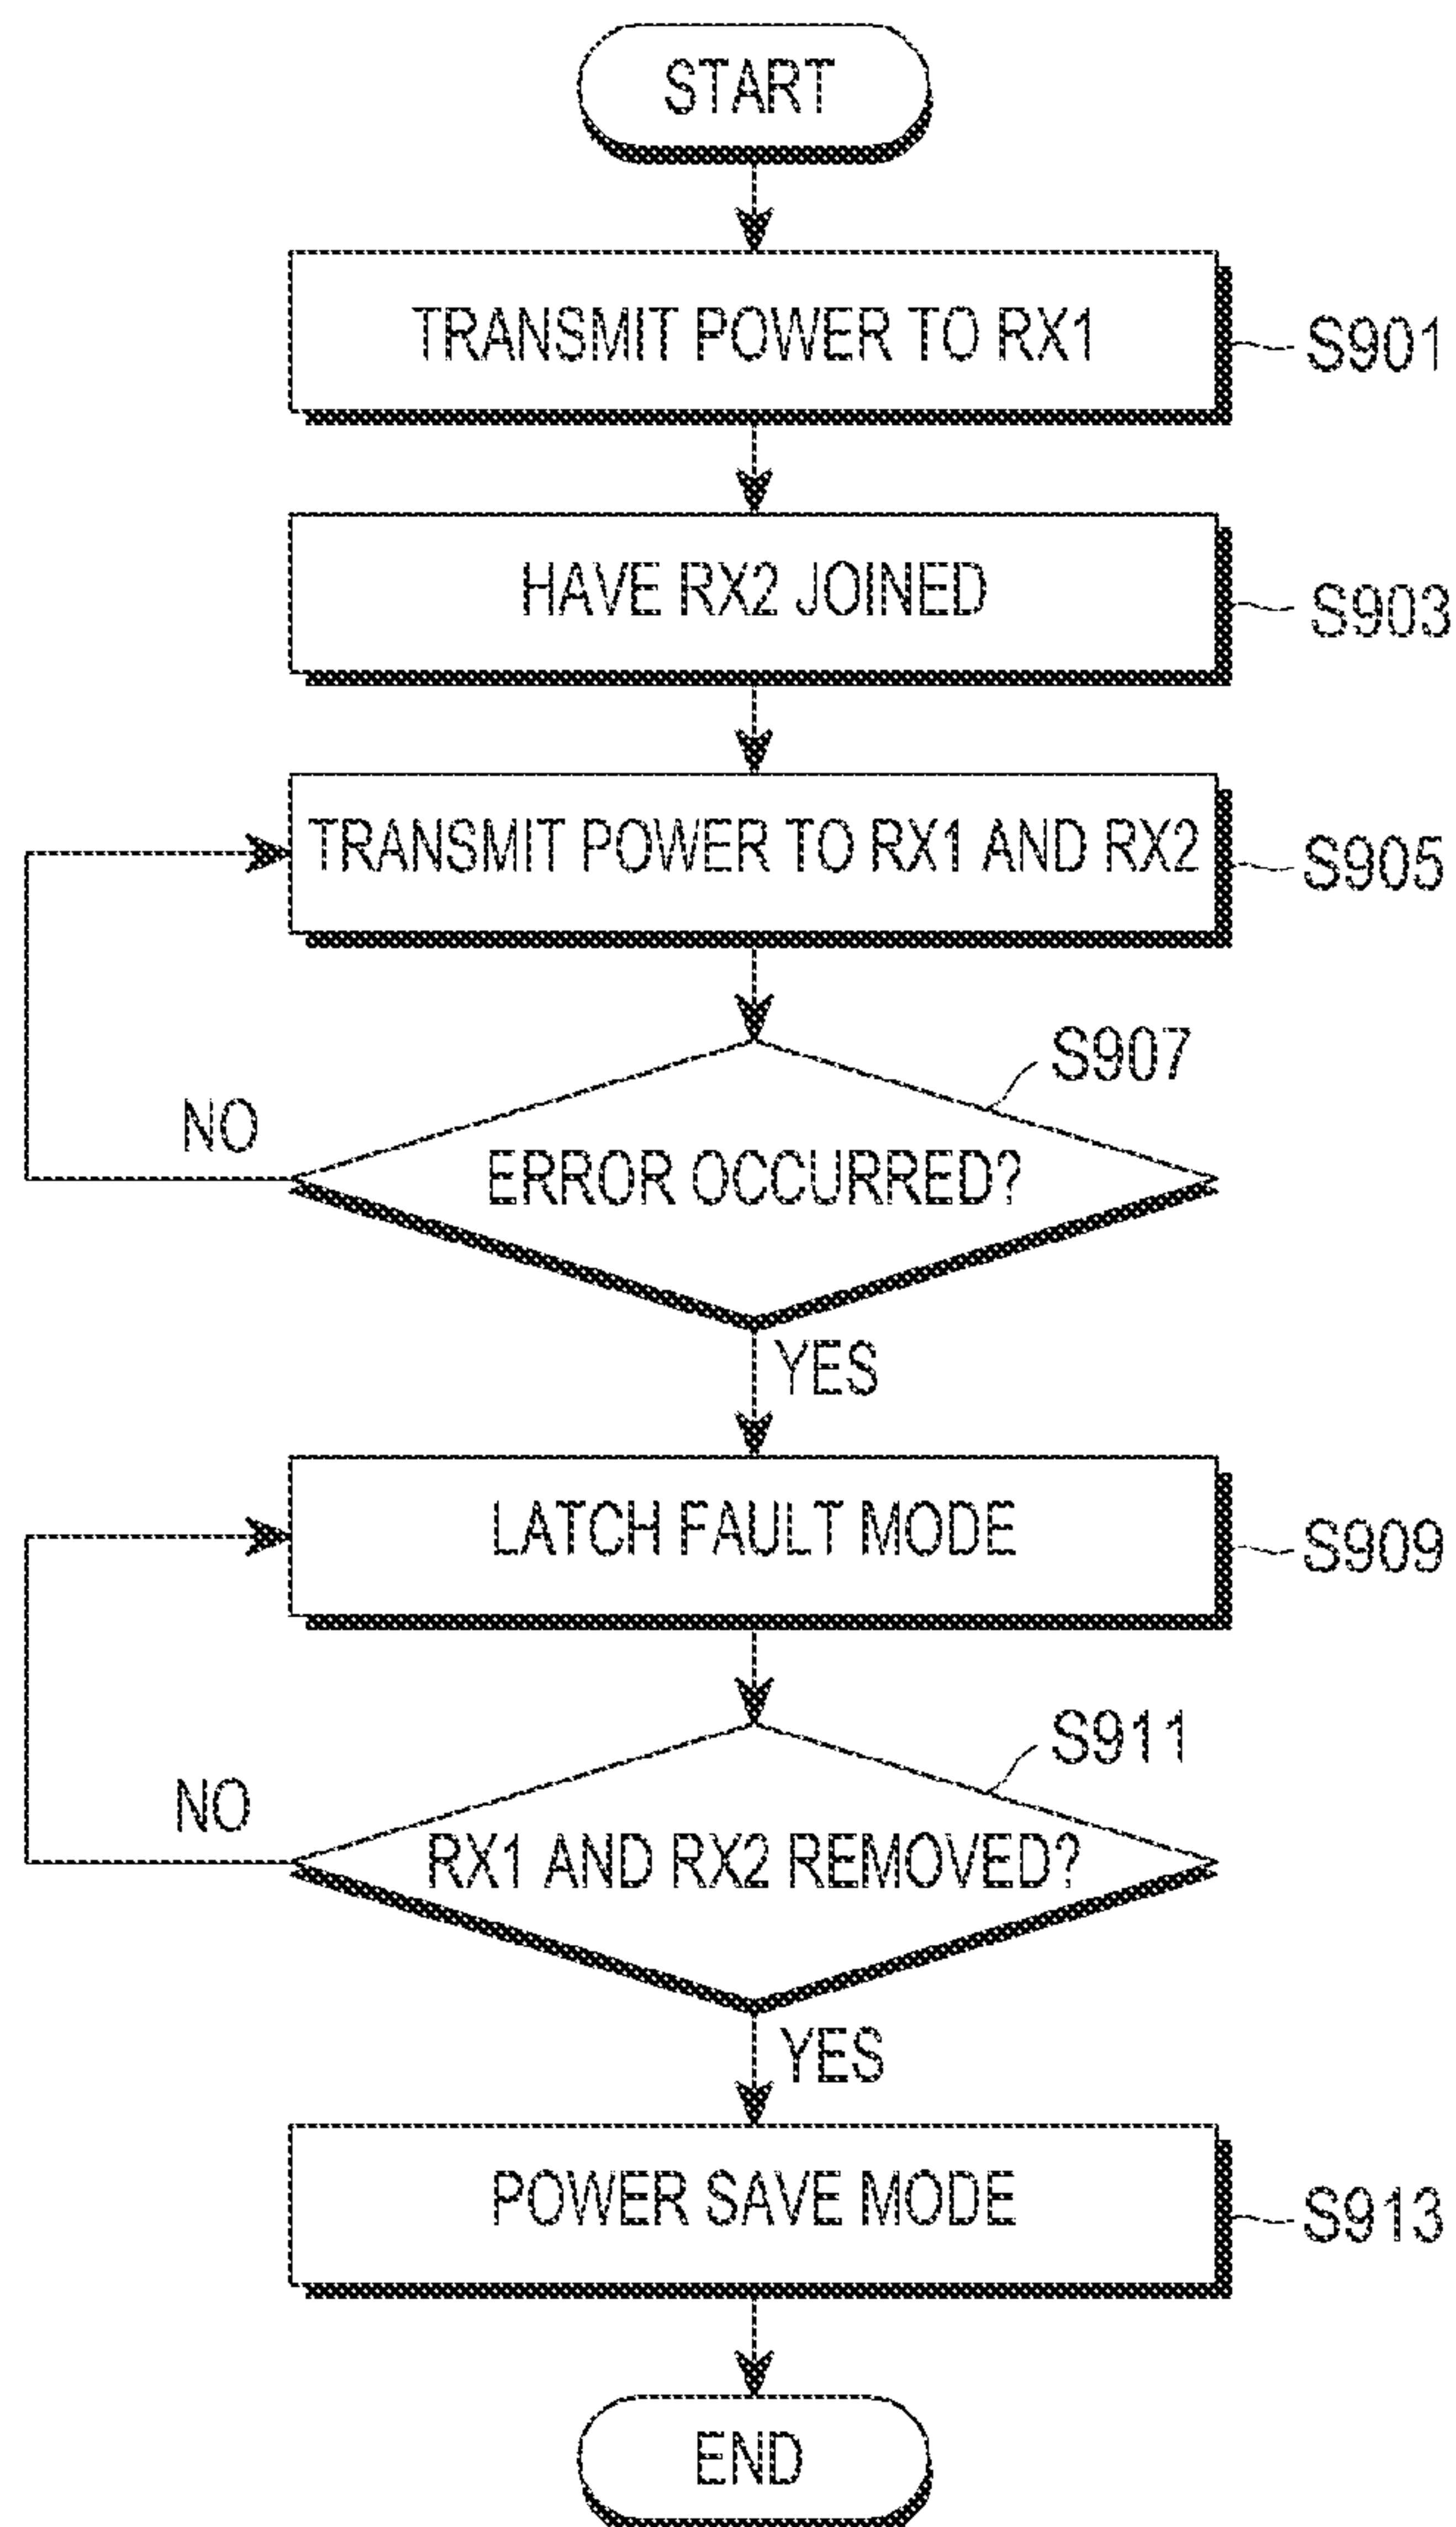 START
TRANSMIT POWER TO RX1
S901
HAVE RX2 JOINED
S903
TRANSMIT POWER TO RX1 AND RX2
S905
S907
NO
ERROR OCCURRED?
YES
LATCH FAULT MODE
S909
S911
NO
RX1 AND RX2 REMOVED?
YES
POWER SAVE MODE
S913
END